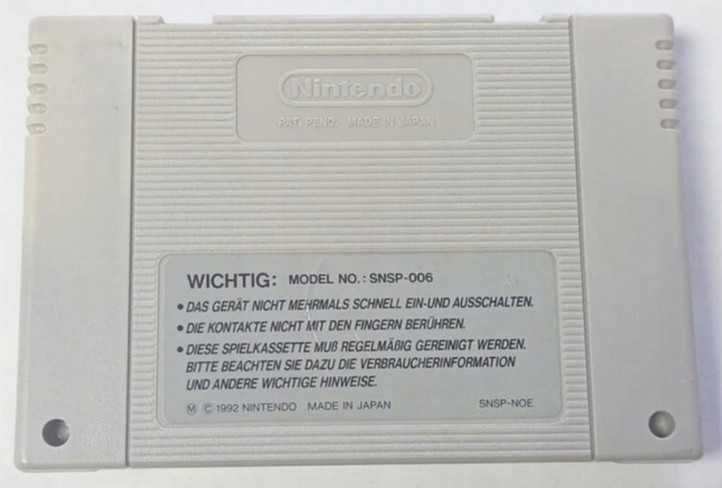 Nintendo
PAT. PEND. MADE IN JAPAN
WICHTIG: MODEL NO.: SNSP-006
• DAS GERÄT NICHT MEHRMALS SCHNELL EIN-UND AUSSCHALTEN.
• DIE KONTAKTE NICHT MIT DEN FINGERN BERÜHREN.
• DIESE SPIELKASSETTE MUß REGELMÄßIG GEREINIGT WERDEN.
BITTE BEACHTEN SIE DAZU DIE VERBRAUCHERINFORMATION
UND ANDERE WICHTIGE HINWEISE.
Ⓜ © 1992 NINTENDO MADE IN JAPAN SNSP-NOE